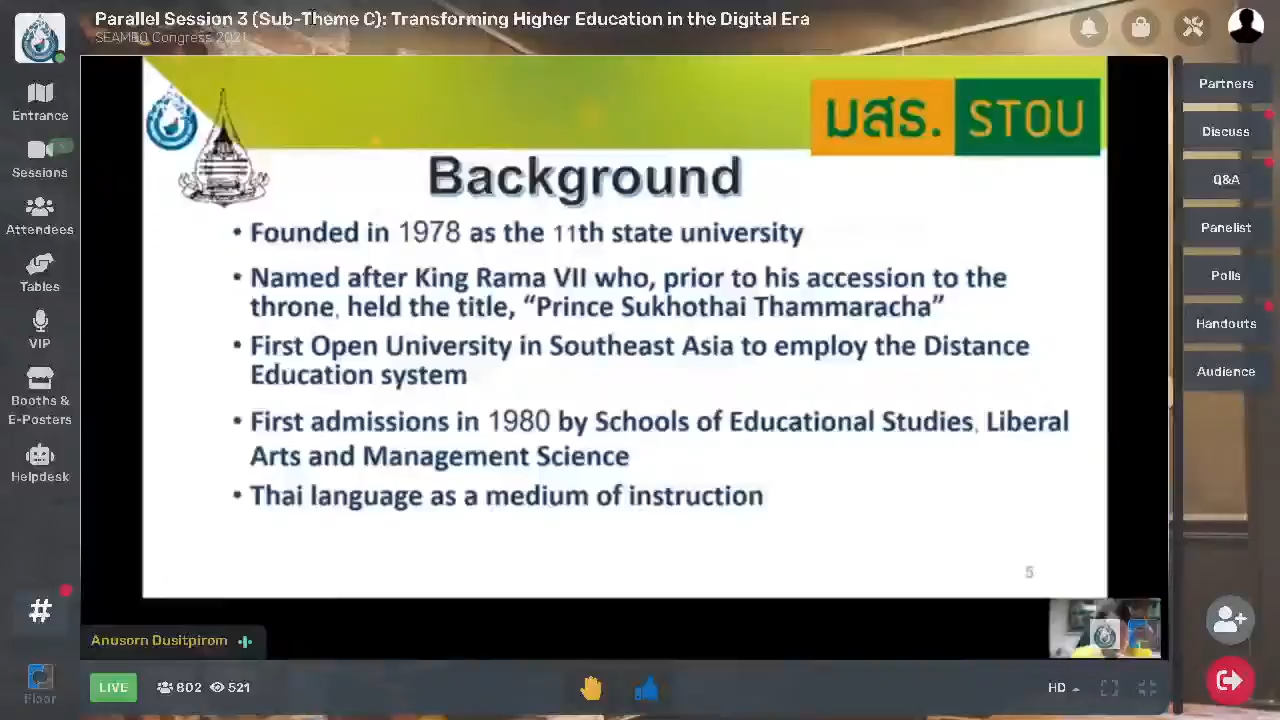 Parallel Session 3 (Sub-Theme C): Transforming Higher Education in the Digital Era
SEAMEO Congress 2021
Entrance
Sessions
Attendees
Tables
VIP
Booths &
E-Posters
Helpdesk
#
Floor
มสธ. STOU
Background
• Founded in 1978 as the 11th state university
• Named after King Rama VII who, prior to his accession to the
throne, held the title, “Prince Sukhothai Thammaracha”
• First Open University in Southeast Asia to employ the Distance
Education system
• First admissions in 1980 by Schools of Educational Studies, Liberal
Arts and Management Science
• Thai language as a medium of instruction
5
Anusorn Dusitpirom
LIVE 802 521
HD
Partners
Discuss
Q&A
Partylist
Polls
Handouts
Audience